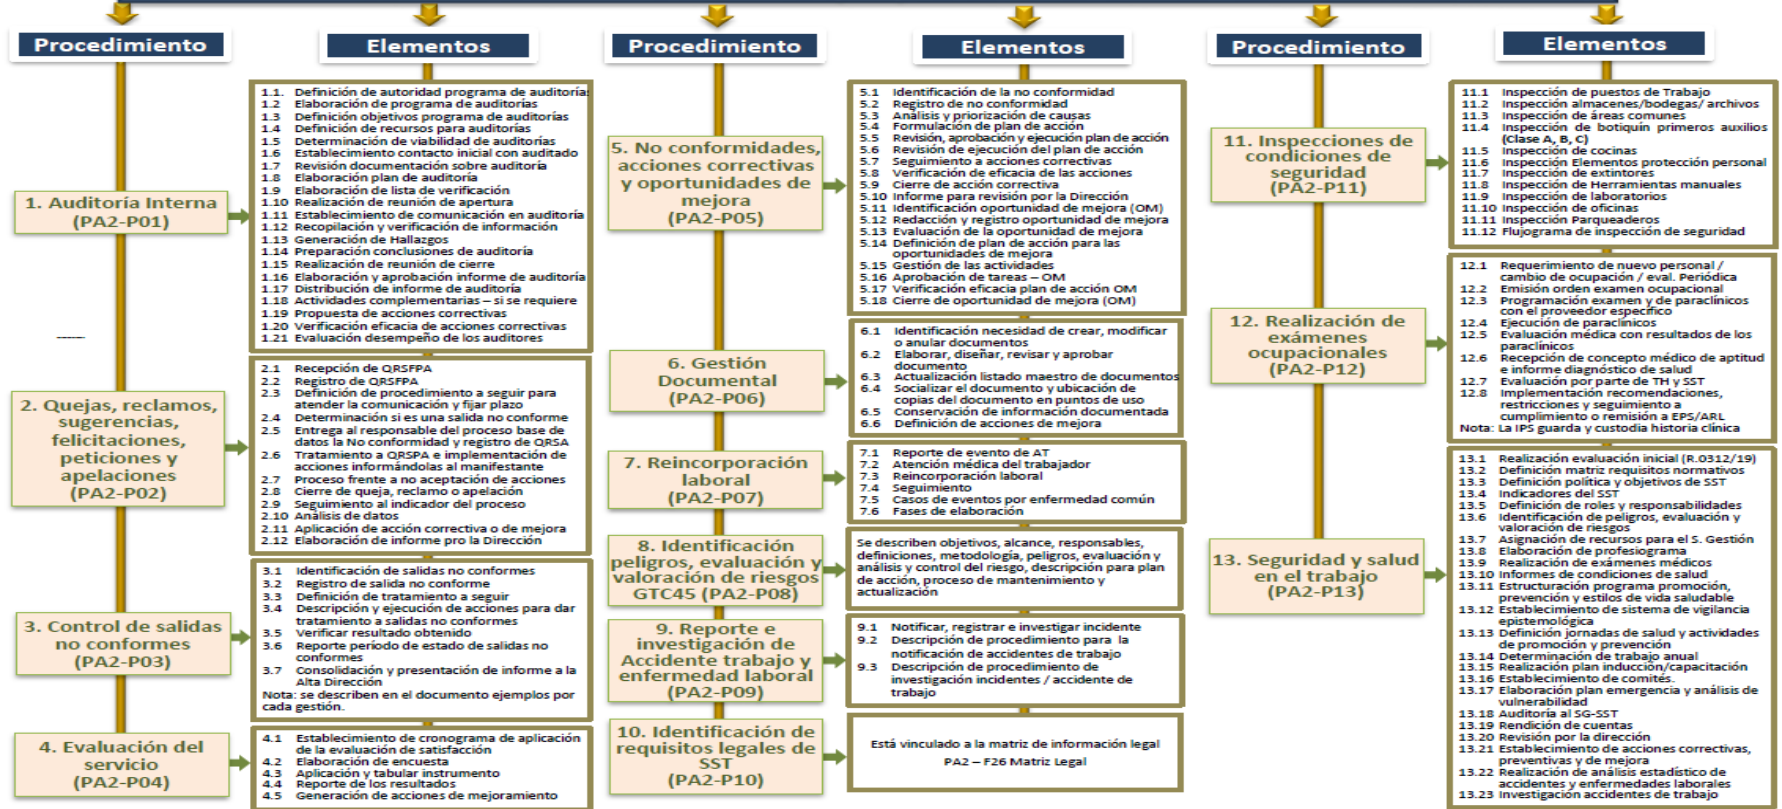 Procedimiento
Elementos
1. Auditoría Interna
(PA2-P01)
1.1. Definición de autoridad programa de auditorías
1.2 Elaboración de programa de auditorías
1.3 Definición objetivos programa de auditorías
1.4 Definición de recursos para auditorías
1.5 Determinación de viabilidad de auditorías
1.6 Establecimiento contacto inicial con auditado
1.7 Revisión documentación sobre auditoría
1.8 Elaboración plan de auditoría
1.9 Elaboración de lista de verificación
1.10 Realización de reunión de apertura
1.11 Establecimiento de comunicación en auditoría
1.12 Recopilación y verificación de información
1.13 Generación de Hallazgos
1.14 Preparación conclusiones de auditoría
1.15 Realización de reunión de cierre
1.16 Elaboración y aprobación informe de auditoría
1.17 Distribución de informe de auditoría
1.18 Actividades complementarias – si se requiere
1.19 Propuesta de acciones correctivas
1.20 Verificación eficacia de acciones correctivas
1.21 Evaluación desempeño de los auditores
2. Quejas, reclamos,
sugerencias,
felicitaciones,
peticiones y
apelaciones
(PA2-P02)
2.1 Recepción de QRSFPA
2.2 Registro de QRSFPA
2.3 Definición de procedimiento a seguir para
atender la comunicación y fijar plazo
2.4 Determinación si es una salida no conforme
2.5 Entrega al responsable del proceso base de
datos la No conformidad y registro de QRSA
2.6 Tratamiento a QRSPA e implementación de
acciones informándolas al manifestante
2.7 Proceso frente a no aceptación de acciones
2.8 Cierre de queja, reclamo o apelación
2.9 Seguimiento al indicador del proceso
2.10 Análisis de datos
2.11 Aplicación de acción correctiva o de mejora
2.12 Elaboración de informe pro la Dirección
3. Control de salidas
no conformes
(PA2-P03)
3.1 Identificación de salidas no conformes
3.2 Registro de salida no conforme
3.3 Definición de tratamiento a seguir
3.4 Descripción y ejecución de acciones para dar
tratamiento a salidas no conformes
3.5 Verificar resultado obtenido
3.6 Reporte período de estado de salidas no
conformes
3.7 Consolidación y presentación de informe a la
Alta Dirección
Nota: se describen en el documento ejemplos por
cada gestión.
4. Evaluación del
servicio
(PA2-P04)
4.1 Establecimiento de cronograma de aplicación
de la evaluación de satisfacción
4.2 Elaboración de encuesta
4.3 Aplicación y tabular instrumento
4.4 Reporte de los resultados
4.5 Generación de acciones de mejoramiento
Procedimiento
Elementos
5. No conformidades,
acciones correctivas
y oportunidades de
mejora
(PA2-P05)
5.1 Identificación de la no conformidad
5.2 Registro de no conformidad
5.3 Análisis y priorización de causas
5.4 Formulación de plan de acción
5.5 Revisión, aprobación y ejecución plan de acción
5.6 Revisión de ejecución del plan de acción
5.7 Seguimiento a acciones correctivas
5.8 Verificación de eficacia de las acciones
5.9 Cierre de acción correctiva
5.10 Informe para revisión por la Dirección
5.11 Identificación oportunidad de mejora (OM)
5.12 Redacción y registro oportunidad de mejora
5.13 Evaluación de la oportunidad de mejora
5.14 Definición de plan de acción para las
oportunidades de mejora
5.15 Gestión de las actividades
5.16 Aprobación de tareas – OM
5.17 Verificación eficacia plan de acción OM
5.18 Cierre de oportunidad de mejora (OM)
6. Gestión
Documental
(PA2-P06)
6.1 Identificación necesidad de crear, modificar
o anular documentos
6.2 Elaborar, diseñar, revisar y aprobar
documento
6.3 Actualización listado maestro de documentos
6.4 Socializar el documento y ubicación de
copias del documento en puntos de uso
6.5 Conservación de información documentada
6.6 Definición de acciones de mejora
7. Reincorporación
laboral
(PA2-P07)
7.1 Reporte de evento de AT
7.2 Atención médica del trabajador
7.3 Reincorporación laboral
7.4 Seguimiento
7.5 Casos de eventos por enfermedad común
7.6 Fases de elaboración
8. Identificación
peligros, evaluación y
valoración de riesgos
GTC45 (PA2-P08)
Se describen objetivos, alcance, responsables,
definiciones, metodología, peligros, evaluación y
análisis y control del riesgo, descripción para plan
de acción, proceso de mantenimiento y
actualización
9. Reporte e
investigación de
Accidente trabajo y
enfermedad laboral
(PA2-P09)
9.1 Notificar, registrar e investigar incidente
9.2 Descripción de procedimiento para la
notificación de accidentes de trabajo
9.3 Descripción de procedimiento de
investigación incidentes / accidente de
trabajo
10. Identificación de
requisitos legales de
SST
(PA2-P10)
Está vinculado a la matriz de información legal
PA2 – F26 Matriz Legal
Procedimiento
Elementos
11. Inspecciones de
condiciones de
seguridad
(PA2-P11)
11.1 Inspección de puestos de Trabajo
11.2 Inspección almacenes/bodegas/ archivos
11.3 Inspección de áreas comunes
11.4 Inspección de botiquín primeros auxilios
(Clase A, B, C)
11.5 Inspección de cocinas
11.6 Inspección Elementos protección personal
11.7 Inspección de extintores
11.8 Inspección de Herramientas manuales
11.9 Inspección de laboratorios
11.10 Inspección de oficinas
11.11 Inspección Parqueaderos
11.12 Flujograma de inspección de seguridad
12. Realización de
exámenes
ocupacionales
(PA2-P12)
12.1 Requerimiento de nuevo personal /
cambio de ocupación / eval. Periódica
12.2 Emisión orden examen ocupacional
12.3 Programación examen y de paraclínicos
con el proveedor específico
12.4 Ejecución de paraclínicos
12.5 Evaluación médica con resultados de los
paraclínicos
12.6 Recepción de concepto médico de aptitud
e informe diagnóstico de salud
12.7 Evaluación por parte de TH y SST
12.8 Implementación recomendaciones,
restricciones y seguimiento a
cumplimiento o remisión a EPS/ARL
Nota: La IPS guarda y custodia historia clínica
13. Seguridad y salud
en el trabajo
(PA2-P13)
13.1 Realización evaluación inicial (R.0312/19)
13.2 Definición matriz requisitos normativos
13.3 Definición política y objetivos de SST
13.4 Indicadores del SST
13.5 Definición de roles y responsabilidades
13.6 Identificación de peligros, evaluación y
valoración de riesgos
13.7 Asignación de recursos para el S. Gestión
13.8 Elaboración de profesiograma
13.9 Realización de exámenes médicos
13.10 Informes de condiciones de salud
13.11 Estructuración programa promoción,
prevención y estilos de vida saludable
13.12 Establecimiento de sistema de vigilancia
epistemológica
13.13 Definición jornadas de salud y actividades
de promoción y prevención
13.14 Determinación de trabajo anual
13.15 Realización plan inducción/capacitación
13.16 Establecimiento de comités.
13.17 Elaboración plan emergencia y análisis de
vulnerabilidad
13.18 Auditoría al SG-SST
13.19 Rendición de cuentas
13.20 Revisión por la dirección
13.21 Establecimiento de acciones correctivas,
preventivas y de mejora
13.22 Realización de análisis estadístico de
accidentes y enfermedades laborales
13.23 Investigación accidentes de trabajo